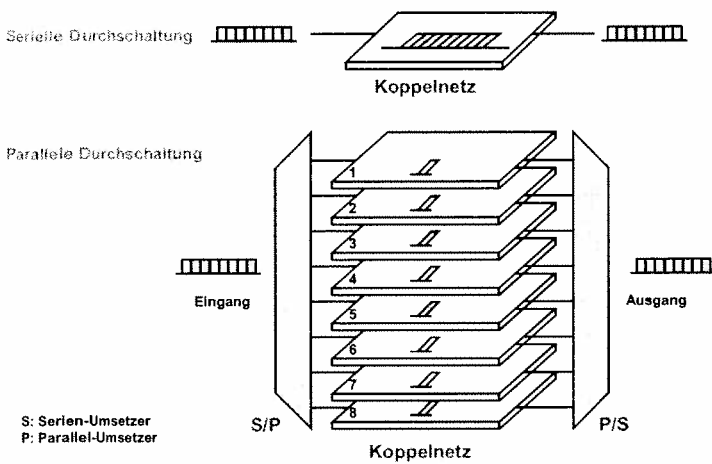 Serielle Durchschaltung
Koppelnetz
Parallele Durchschaltung
1
2
3
4
5
6
7
8
Eingang
Ausgang
S: Serien-Umsetzer
P: Parallel-Umsetzer
S/P
P/S
Koppelnetz